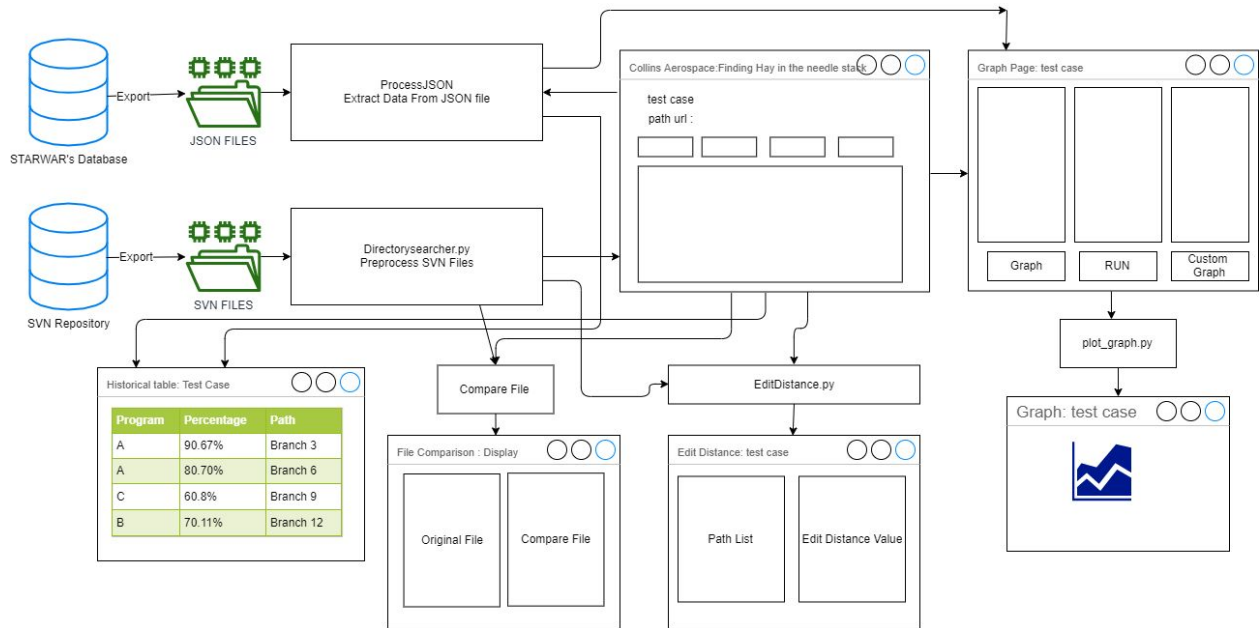 STARWAR's Database
Export
JSON FILES
ProcessJSON
Extract Data From JSON file
Collins Aerospace:Finding Hay in the needle stack
test case
path url :
Graph Page: test case
Graph
RUN
Custom
Graph
SVN Repository
Export
SVN FILES
Directorysearcher.py
Preprocess SVN Files
plot_graph.py
Historical table: Test Case
Program Percentage Path
A 90.67% Branch 3
A 80.70% Branch 6
C 60.8% Branch 9
B 70.11% Branch 12
Compare File
EditDistance.py
File Comparison : Display
Original File
Compare File
Edit Distance: test case
Path List
Edit Distance Value
Graph: test case